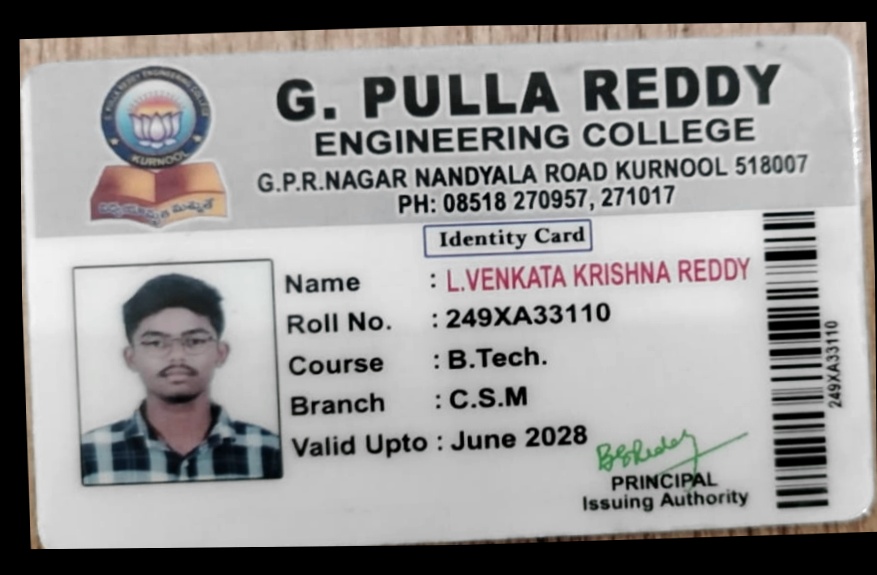 G. PULLA REDDY ENGINEERING COLLEGE
KURNOOL
G. PULLA REDDY
ENGINEERING COLLEGE
G.P.R.NAGAR NANDYALA ROAD KURNOOL 518007
PH: 08518 270957, 271017
Identity Card
Name : L.VENKATA KRISHNA REDDY
Roll No. : 249XA33110
Course : B.Tech.
Branch : C.S.M
Valid Upto : June 2028
PRINCIPAL
Issuing Authority
249XA33110